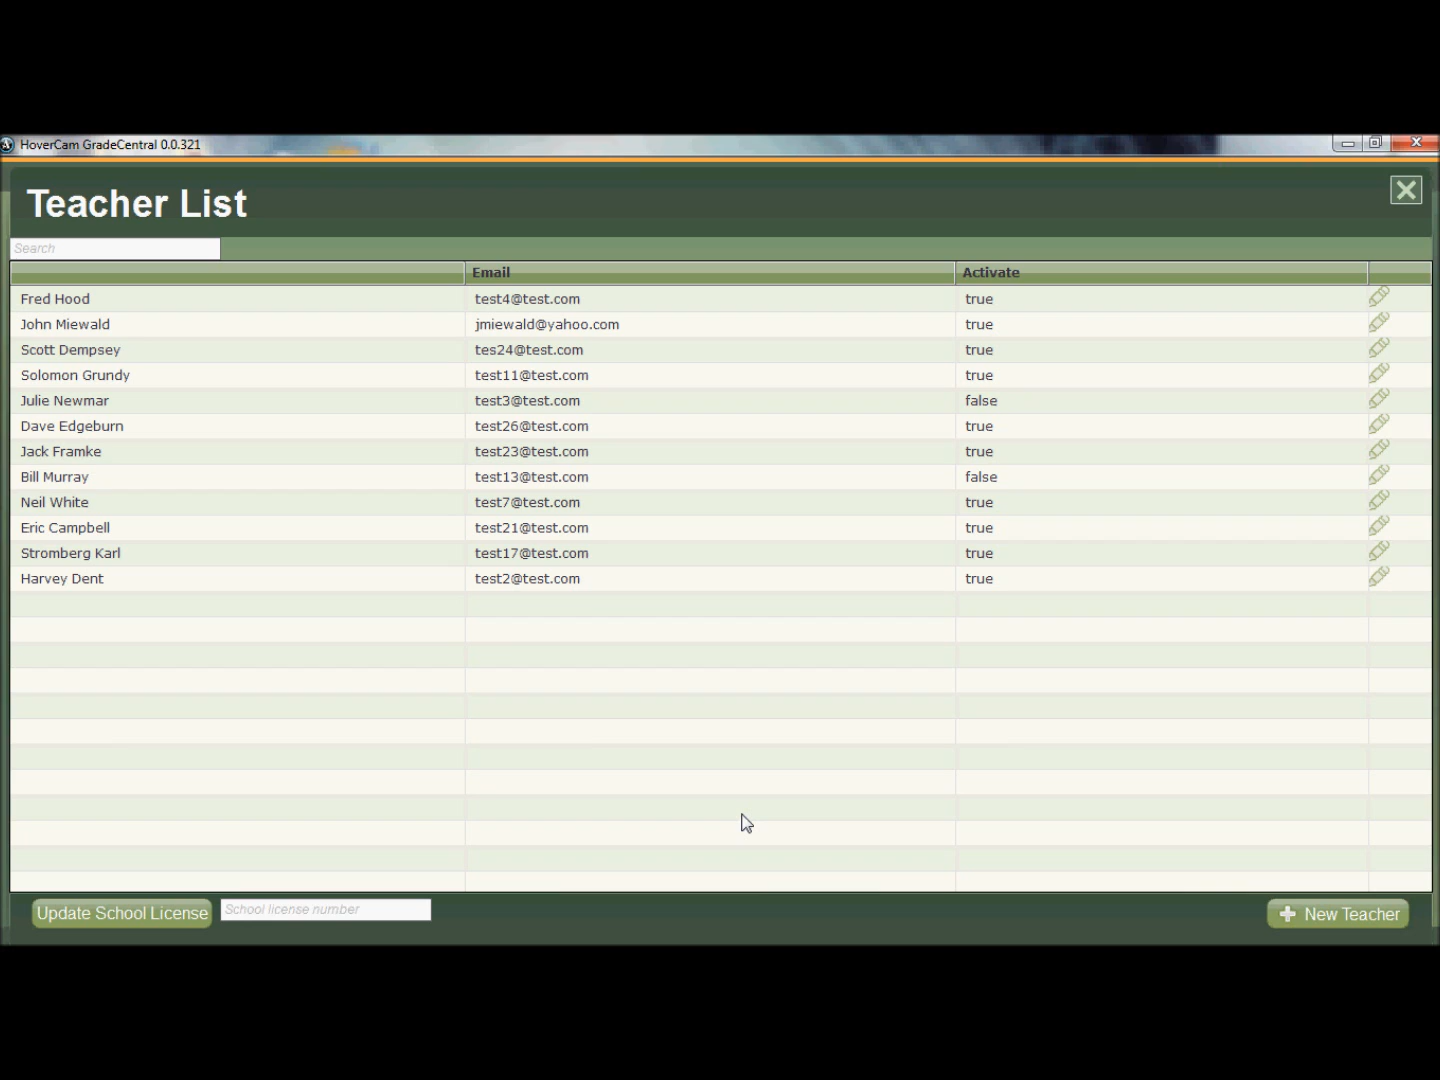 HoverCam GradeCentral 0.0.321
Teacher List
Search
Email Activate
Fred Hood test4@test.com true
John Miewald jmiewald@yahoo.com true
Scott Dempsey tes24@test.com true
Solomon Grundy test11@test.com true
Julie Newmar test3@test.com false
Dave Edgeburn test26@test.com true
Jack Framke test23@test.com true
Bill Murray test13@test.com false
Neil White test7@test.com true
Eric Campbell test21@test.com true
Stromberg Karl test17@test.com true
Harvey Dent test2@test.com true
Update School License School license number New Teacher